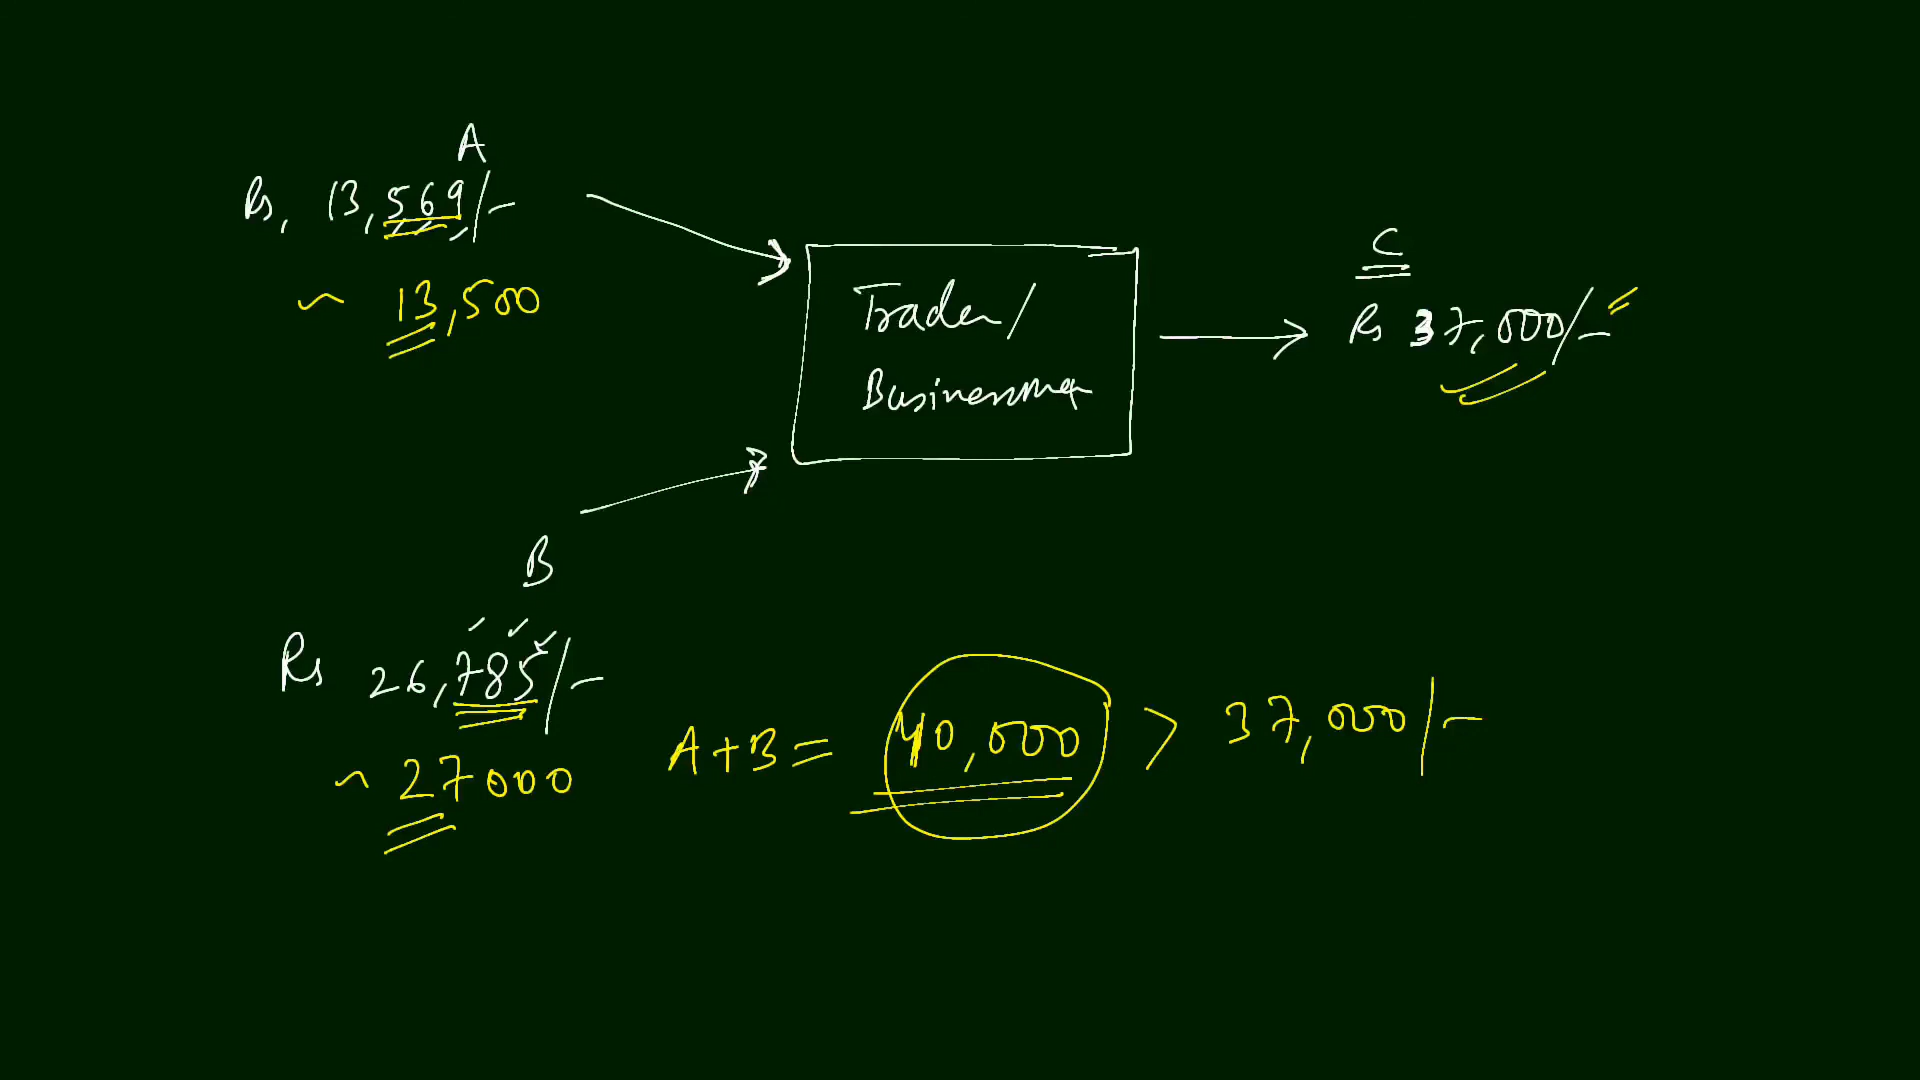 A
Rs, 13,569/-
~ 13,500
Trader/
Businessman
C
Rs 37,000/-
B
Rs 26,785/-
~ 27000
A+B = 40,000 > 37,000/-